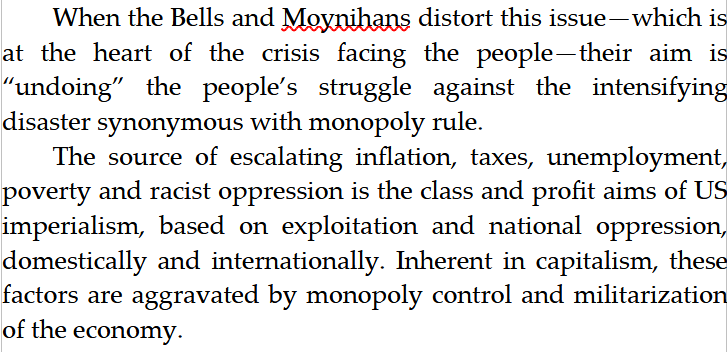 When the Bells and Moynihans distort this issue—which is
at the heart of the crisis facing the people—their aim is
“undoing” the people’s struggle against the intensifying
disaster synonymous with monopoly rule.
The source of escalating inflation, taxes, unemployment,
poverty and racist oppression is the class and profit aims of US
imperialism, based on exploitation and national oppression,
domestically and internationally. Inherent in capitalism, these
factors are aggravated by monopoly control and militarization
of the economy.